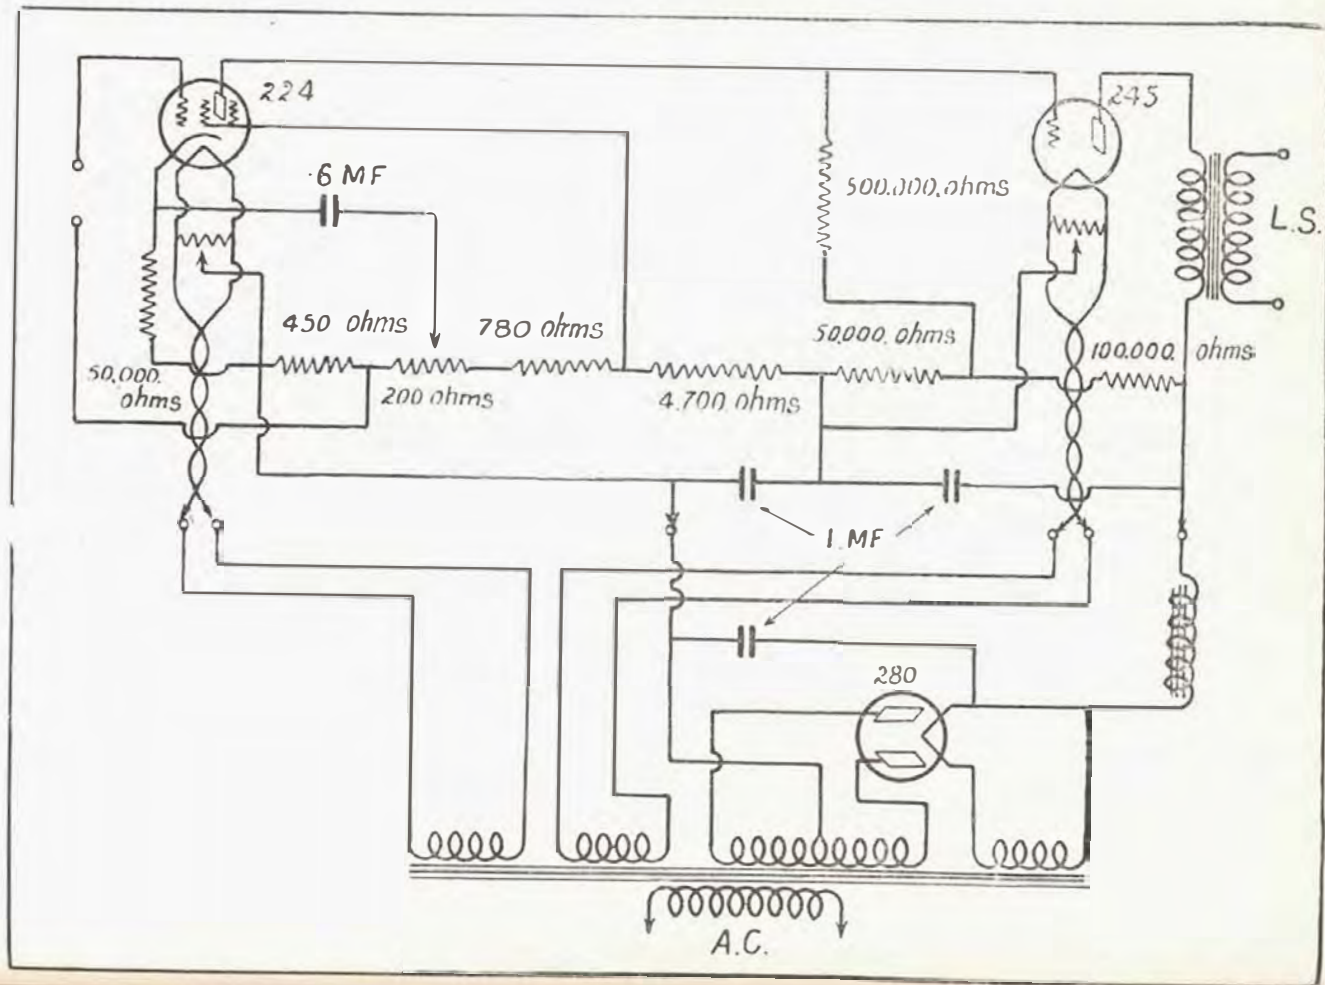 224
245
.6 MF
500.000. ohms
L.S.
450 ohms
780 ohms
50.000. ohms
100.000. ohms.
50.000.
ohms
200 ohms
4.700. ohms
1. MF
280
A.C.